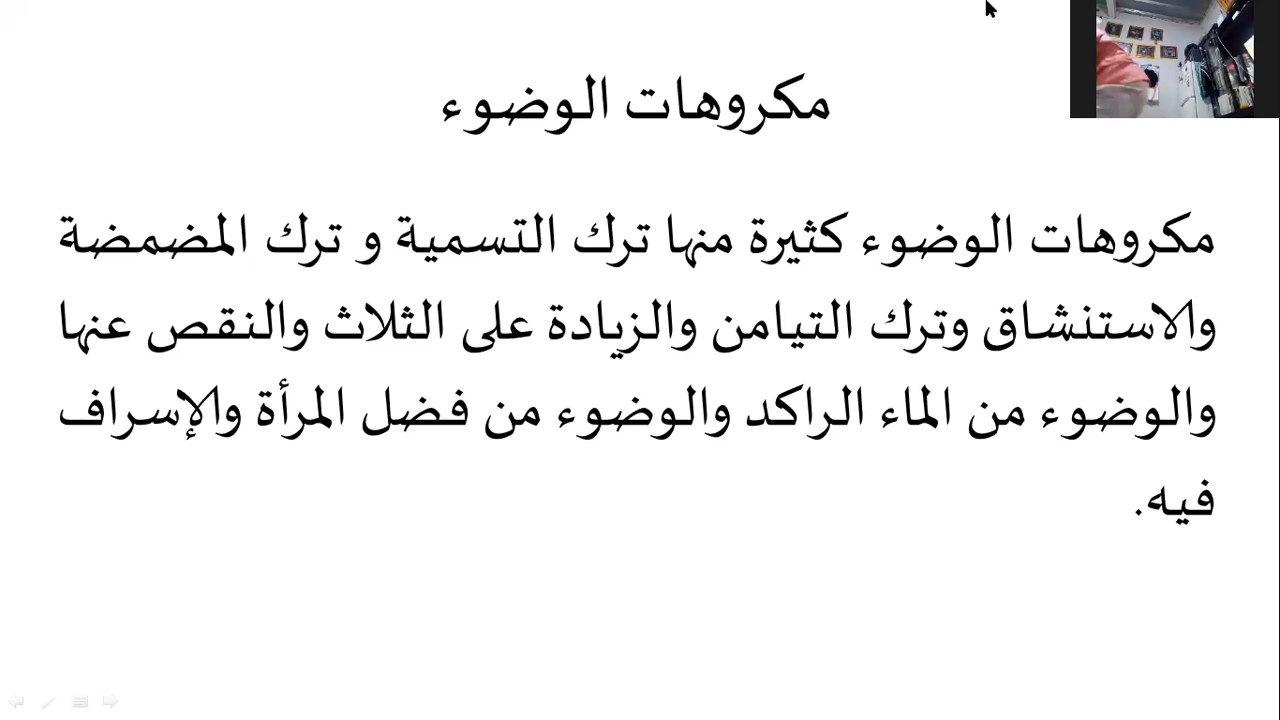 مكروهات الوضوء
مكروهات الوضوء كثيرة منها ترك التسمية و ترك المضمضة
والاستنشاق وترك التيامن والزيادة على الثلاث والنقص عنها
والوضوء من الماء الراكد والوضوء من فضل المرأة والإسراف
فيه.